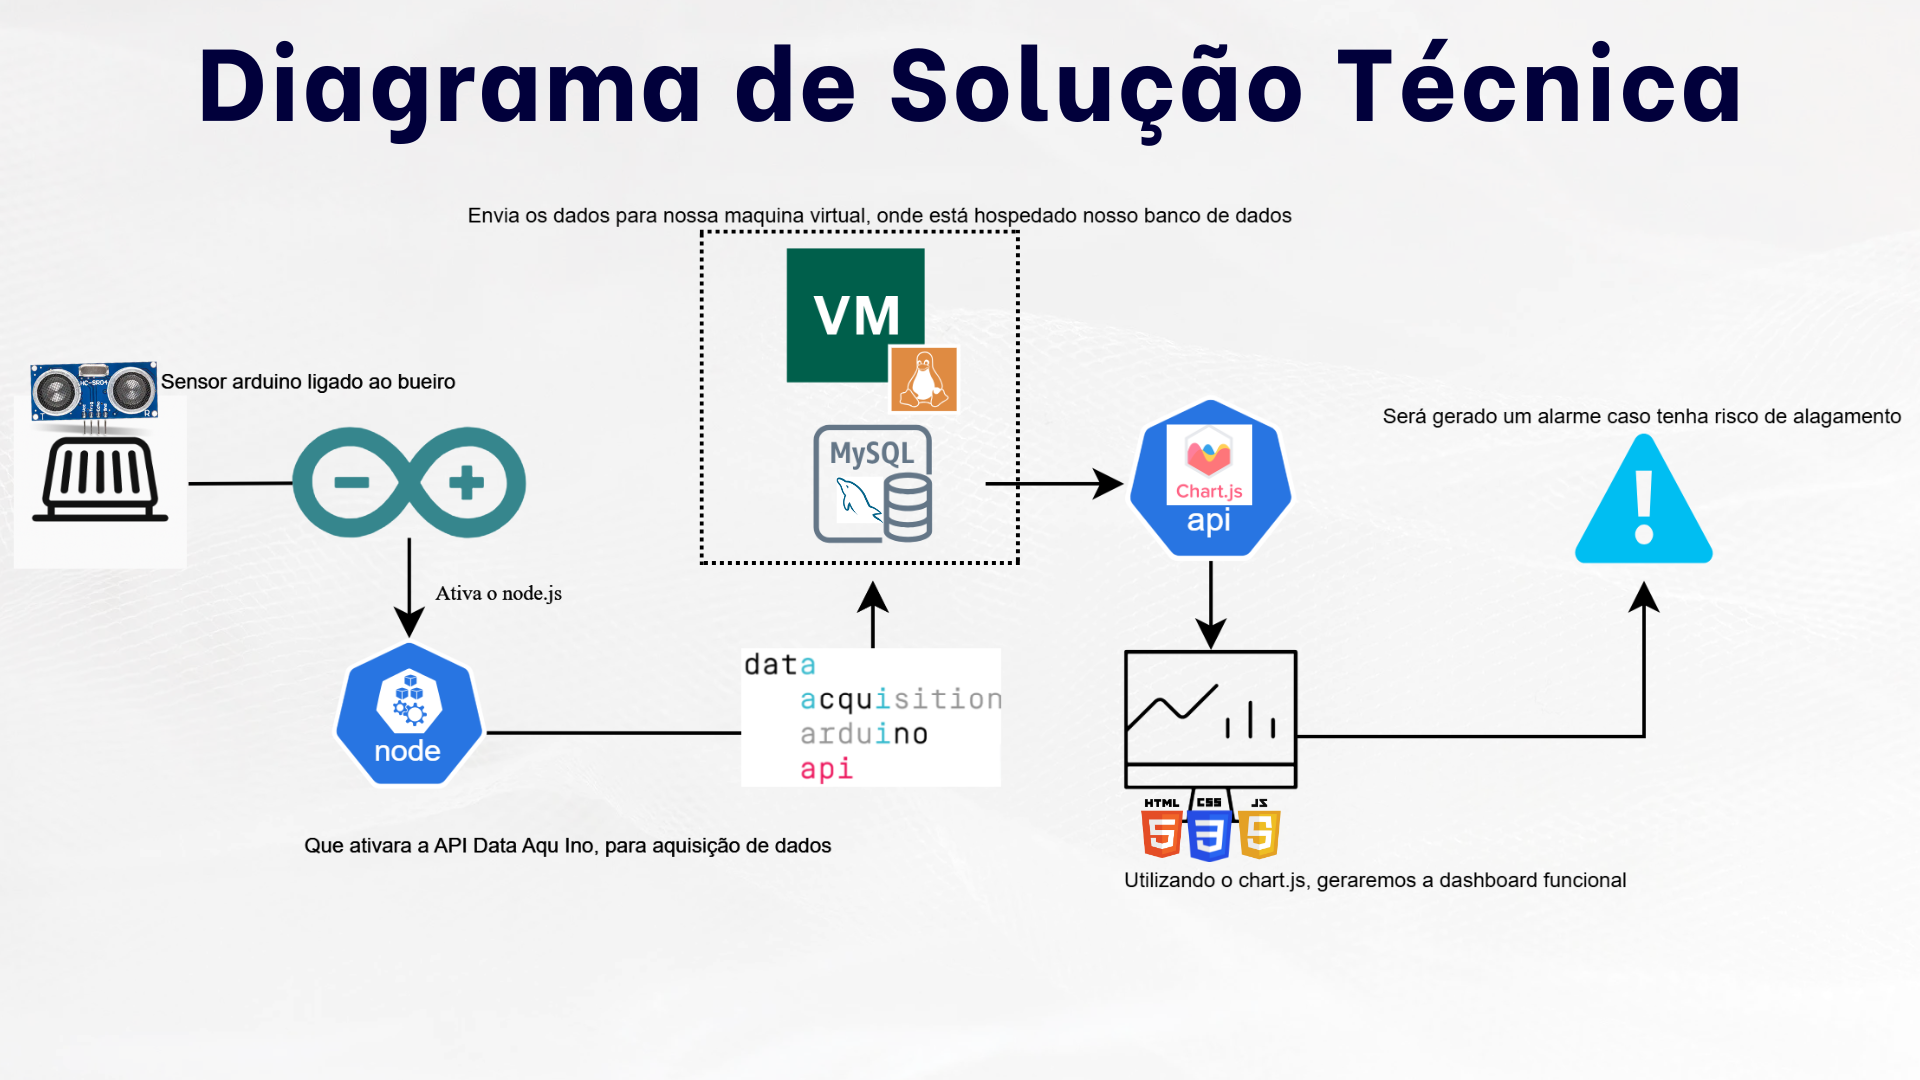 Diagrama de Solução Técnica
Envia os dados para nossa maquina virtual, onde está hospedado nosso banco de dados
VM
HC-SR04
T
R
Sensor arduino ligado ao bueiro
MySQL
Chart.js
api
Será gerado um alarme caso tenha risco de alagamento
Ativa o node.js
node
data
acquisition
arduino
api
HTML
CSS
JS
Que ativara a API Data Aqu Ino, para aquisição de dados
Utilizando o chart.js, geraremos a dashboard funcional